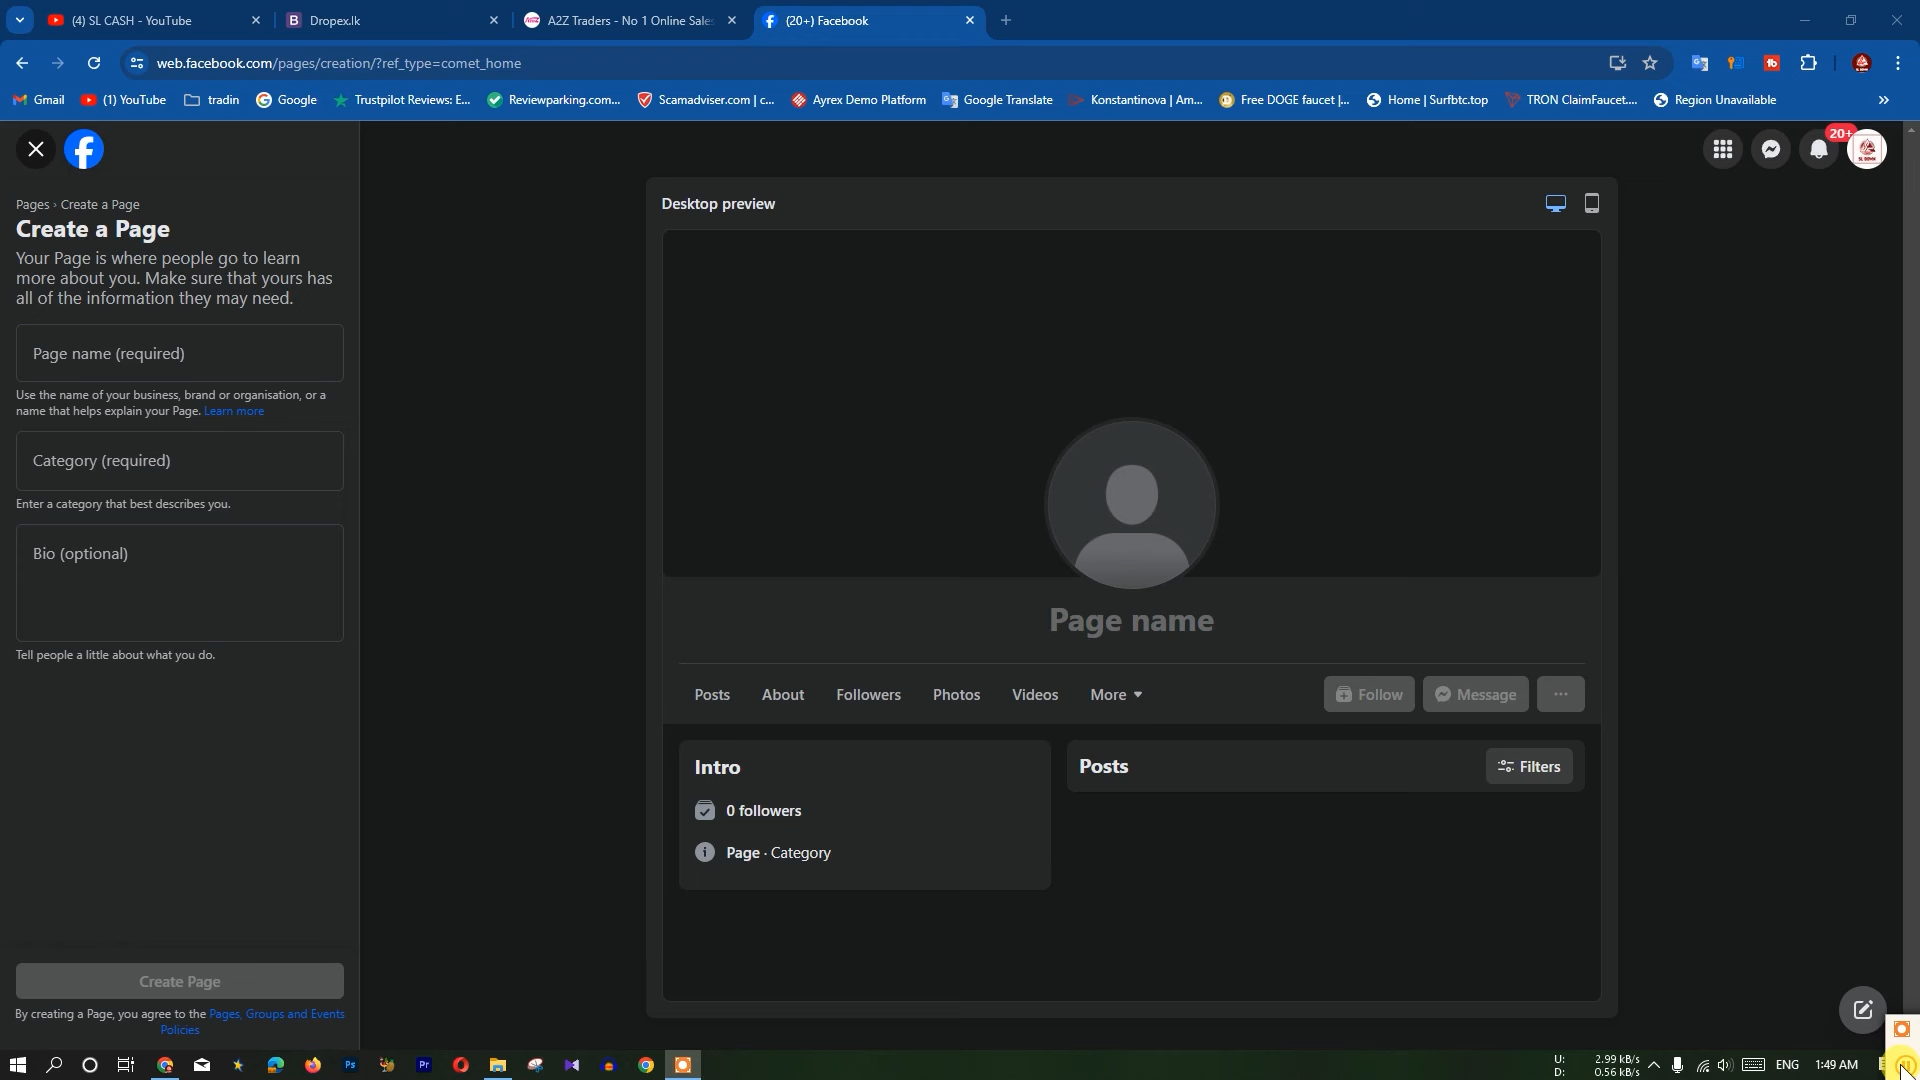 (4) SL CASH - YouTube
Dropex.lk
A2Z Traders - No 1 Online Sales
(20+) Facebook
web.facebook.com/pages/creation/?ref_type=comet_home
Gmail
(1) YouTube
tradin
Google
Trustpilot Reviews: E...
Reviewparking.com...
Scamadviser.com | c...
Ayrex Demo Platform
Google Translate
Konstantinova | Am...
Free DOGE faucet |...
Home | Surfbtc.top
TRON ClaimFaucet....
Region Unavailable
20+
Pages › Create a Page
Create a Page
Your Page is where people go to learn
more about you. Make sure that yours has
all of the information they may need.
Page name (required)
Use the name of your business, brand or organisation, or a
name that helps explain your Page. Learn more
Category (required)
Enter a category that best describes you.
Bio (optional)
Tell people a little about what you do.
Create Page
By creating a Page, you agree to the Pages, Groups and Events
Policies
Desktop preview
Page name
Posts
About
Followers
Photos
Videos
More
Follow
Message
Intro
0 followers
Page · Category
Posts
Filters
Ps
Pr
U: 2.99 kB/s
D: 0.56 kB/s
ENG
1:49 AM